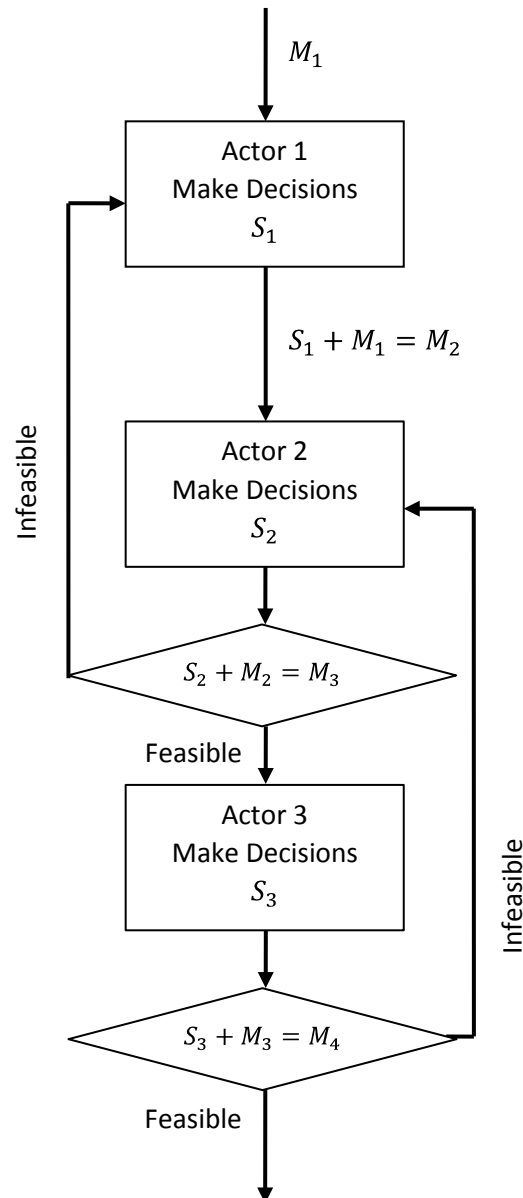 M₁
Actor 1
Make Decisions
S₁
S₁ + M₁ = M₂
Infeasible
Actor 2
Make Decisions
S₂
S₂ + M₂ = M₃
Feasible
Actor 3
Make Decisions
S₃
Infeasible
S₃ + M₃ = M₄
Feasible